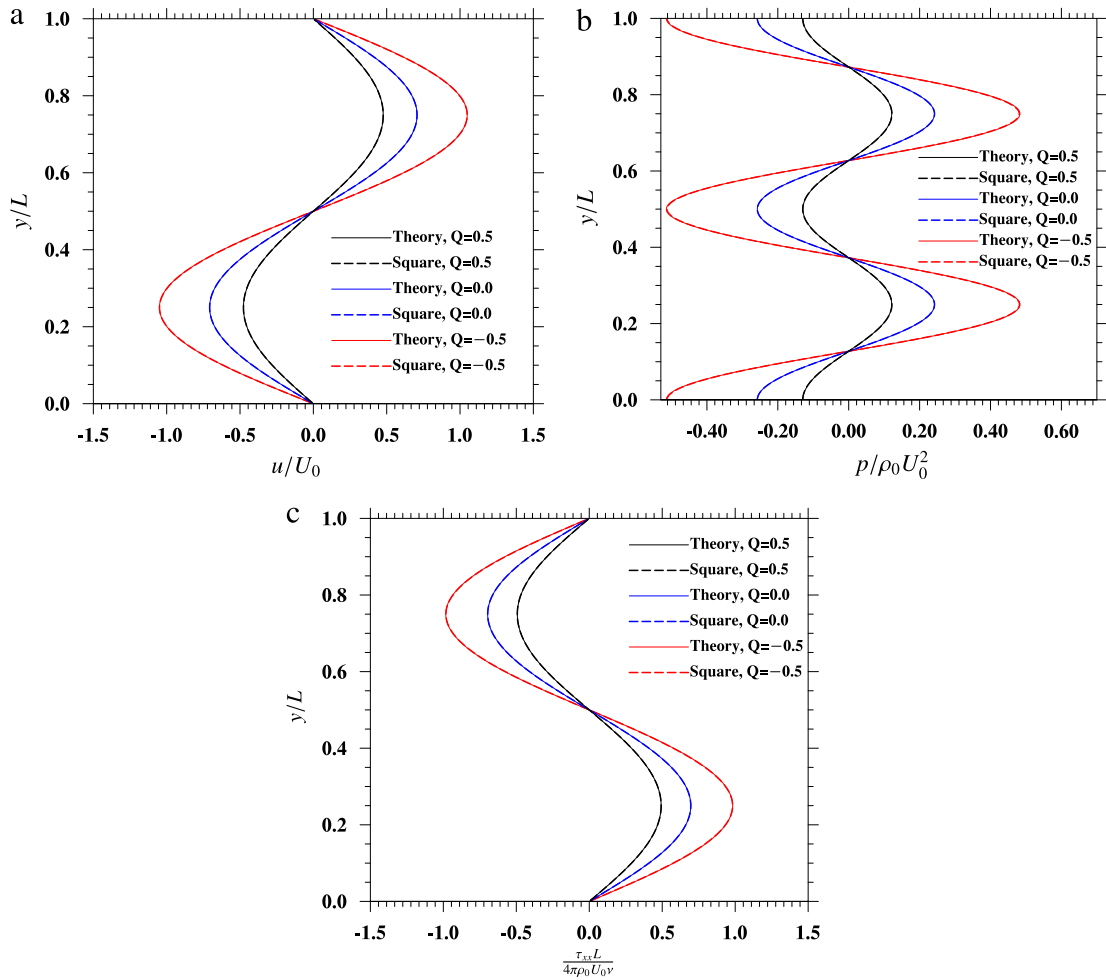 a
1.0
0.8
0.6
0.4
0.2
0.0
y/L
-1.5 -1.0 -0.5 0.0 0.5 1.0 1.5
u/U₀
Theory, Q=0.5
Square, Q=0.5
Theory, Q=0.0
Square, Q=0.0
Theory, Q=−0.5
Square, Q=−0.5
b
1.0
0.8
0.6
0.4
0.2
0.0
y/L
-0.40 -0.20 0.00 0.20 0.40 0.60
p/ρ₀U₀²
Theory, Q=0.5
Square, Q=0.5
Theory, Q=0.0
Square, Q=0.0
Theory, Q=−0.5
Square, Q=−0.5
c
1.0
0.8
0.6
0.4
0.2
0.0
y/L
-1.5 -1.0 -0.5 0.0 0.5 1.0 1.5
τₓₓL
4πρ₀U₀ν
Theory, Q=0.5
Square, Q=0.5
Theory, Q=0.0
Square, Q=0.0
Theory, Q=−0.5
Square, Q=−0.5